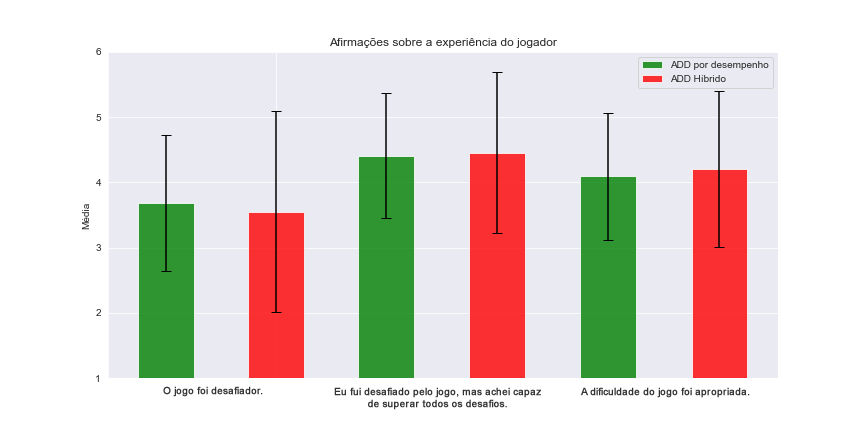 Afirmações sobre a experiência do jogador
ADD por desempenho
ADD Híbrido
Média
6
5
4
3
2
1
O jogo foi desafiador.
Eu fui desafiado pelo jogo, mas achei capaz
de superar todos os desafios.
A dificuldade do jogo foi apropriada.